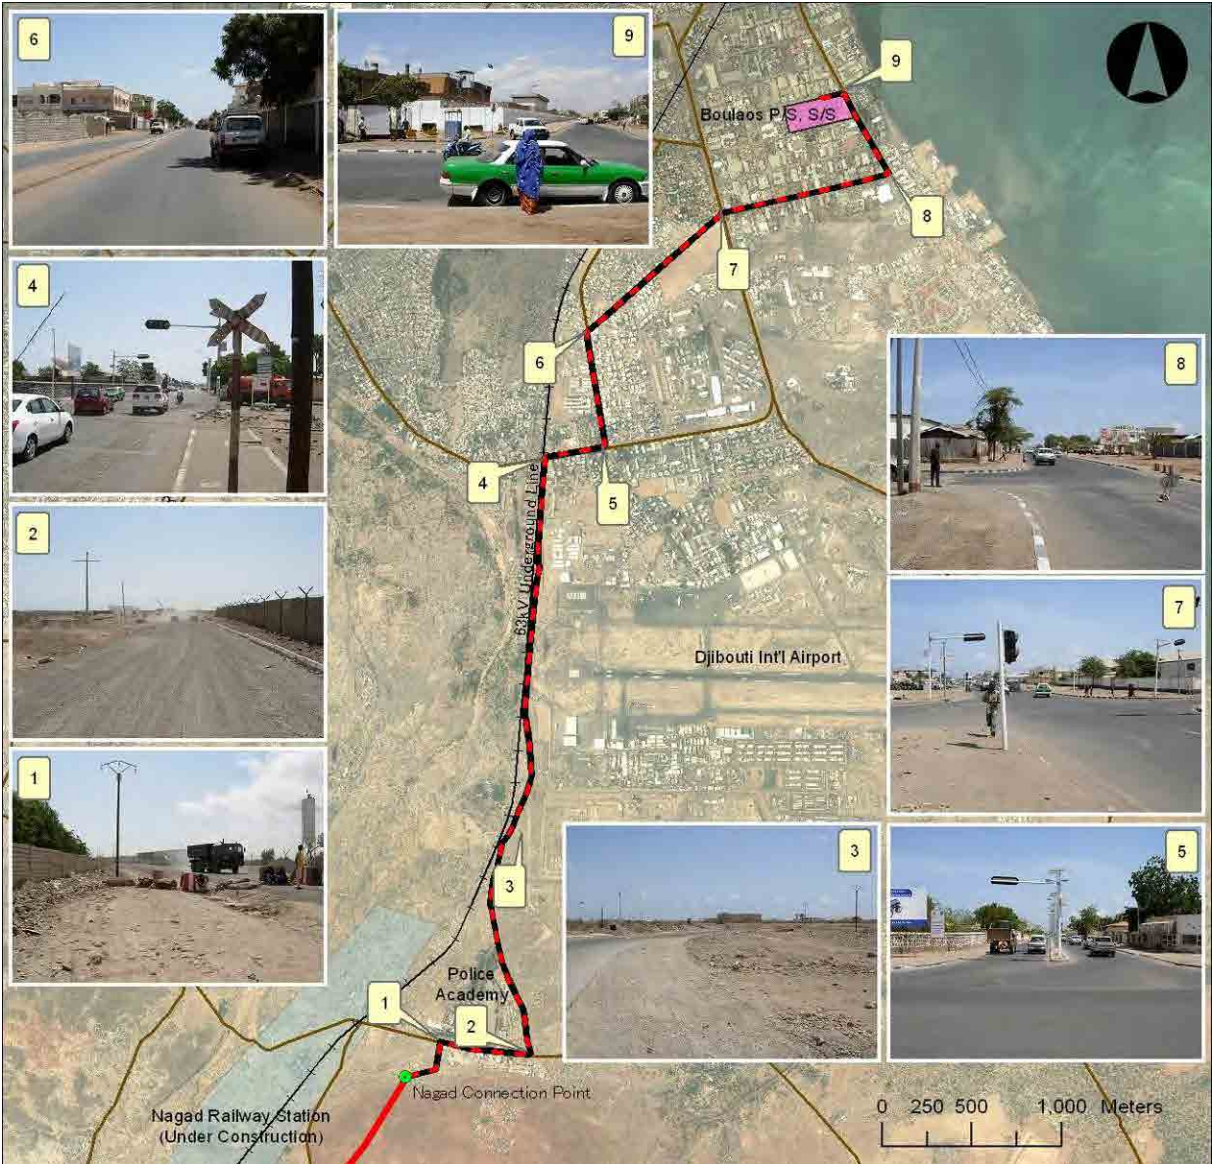 6
9
9
Boulaos P/S, S/S
8
7
4
6
8
4
5
63kV Underground Line
2
7
Djibouti Int'l Airport
1
3
3
5
Police
Academy
1
2
Nagad Connection Point
Nagad Railway Station
(Under Construction)
0 250 500 1,000 Meters